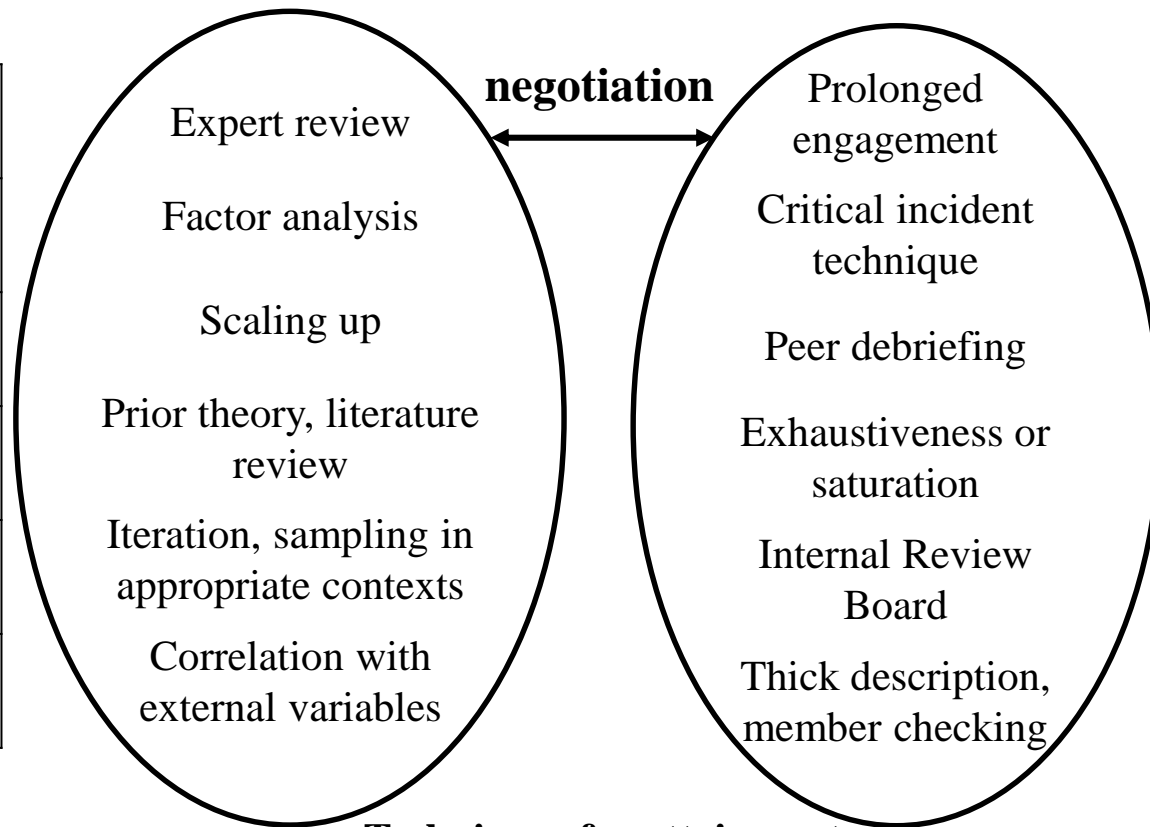 negotiation
Expert review
Factor analysis
Scaling up
Prior theory, literature
review
Iteration, sampling in
appropriate contexts
Correlation with
external variables
Prolonged
engagement
Critical incident
technique
Peer debriefing
Exhaustiveness or
saturation
Internal Review
Board
Thick description,
member checking